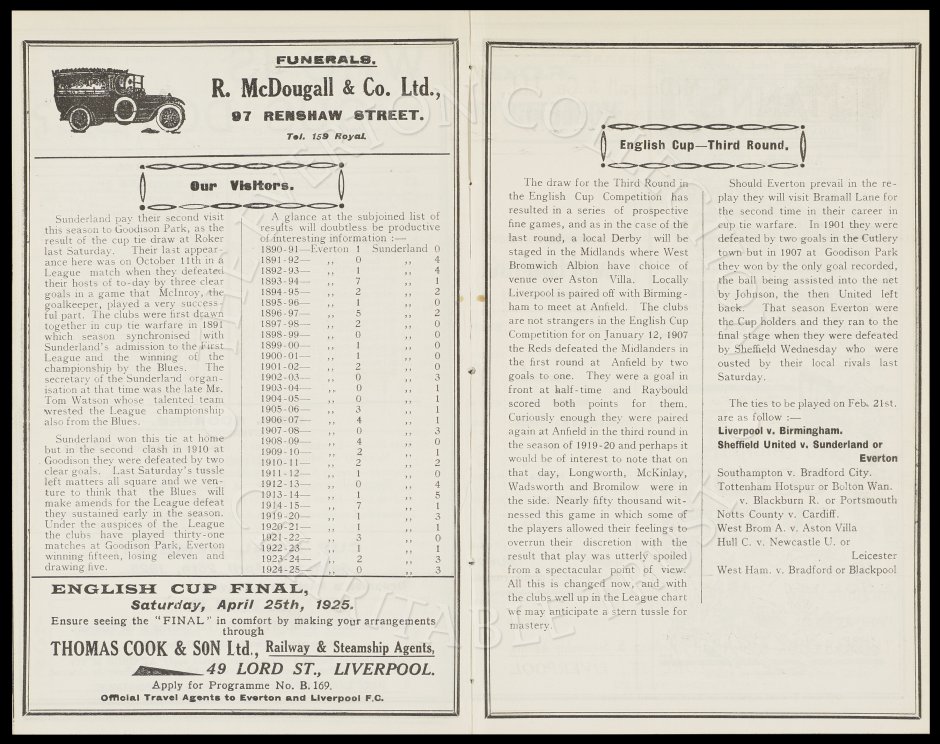 FUNERALS.
R. McDougall & Co. Ltd.,
97 RENSHAW STREET.
Tel. 159 Royal.
Our Visitors.
Sunderland pay their second visit
this season to Goodison Park, as the
result of the cup tie draw at Roker
last Saturday. Their last appear-
ance here was on October 11th in a
League match when they defeated
their hosts of to-day by three clear
goals in a game that McInroy, the
goalkeeper, played a very success-
ful part. The clubs were first drawn
together in cup tie warfare in 1891
which season synchronised with
Sunderland's admission to the First
League and the winning of the
championship by the Blues. The
secretary of the Sunderland organ-
isation at that time was the late Mr.
Tom Watson whose talented team
wrested the League championship
also from the Blues.
Sunderland won this tie at home
but in the second clash in 1910 at
Goodison they were defeated by two
clear goals. Last Saturday's tussle
left matters all square and we ven-
ture to think that the Blues will
make amends for the League defeat
they sustained early in the season.
Under the auspices of the League
the clubs have played thirty-one
matches at Goodison Park, Everton
winning fifteen, losing eleven and
drawing five.
A glance at the subjoined list of
results will doubtless be productive
of interesting information :—
1890-91—Everton 1 Sunderland 0
1891-92— ,, 0 ,, 4
1892-93— ,, 1 ,, 4
1893-94— ,, 7 ,, 1
1894-95— ,, 2 ,, 2
1895-96— ,, 1 ,, 0
1896-97— ,, 5 ,, 2
1897-98— ,, 2 ,, 0
1898-99— ,, 0 ,, 0
1899-00— ,, 1 ,, 0
1900-01— ,, 1 ,, 0
1901-02— ,, 2 ,, 0
1902-03— ,, 0 ,, 3
1903-04— ,, 0 ,, 1
1904-05— ,, 0 ,, 1
1905-06— ,, 3 ,, 1
1906-07— ,, 4 ,, 1
1907-08— ,, 0 ,, 3
1908-09— ,, 4 ,, 0
1909-10— ,, 2 ,, 1
1910-11— ,, 2 ,, 2
1911-12— ,, 1 ,, 0
1912-13— ,, 0 ,, 4
1913-14— ,, 1 ,, 5
1914-15— ,, 7 ,, 1
1919-20— ,, 1 ,, 3
1920-21— ,, 1 ,, 1
1921-22— ,, 3 ,, 0
1922-23— ,, 1 ,, 1
1923-24— ,, 2 ,, 3
1924-25— ,, 0 ,, 3
ENGLISH CUP FINAL,
Saturday, April 25th, 1925.
Ensure seeing the "FINAL" in comfort by making your arrangements
through
THOMAS COOK & SON Ltd., Railway & Steamship Agents,
49 LORD ST., LIVERPOOL.
Apply for Programme No. B. 169.
Official Travel Agents to Everton and Liverpool F.C.
English Cup—Third Round.
The draw for the Third Round in
the English Cup Competition has
resulted in a series of prospective
fine games, and as in the case of the
last round, a local Derby will be
staged in the Midlands where West
Bromwich Albion have choice of
venue over Aston Villa. Locally
Liverpool is paired off with Birming-
ham to meet at Anfield. The clubs
are not strangers in the English Cup
Competition for on January 12, 1907
the Reds defeated the Midlanders in
the first round at Anfield by two
goals to one. They were a goal in
front at half-time and Raybould
scored both points for them.
Curiously enough they were paired
again at Anfield in the third round in
the season of 1919-20 and perhaps it
would be of interest to note that on
that day, Longworth, McKinlay,
Wadsworth and Bromilow were in
the side. Nearly fifty thousand wit-
nessed this game in which some of
the players allowed their feelings to
overrun their discretion with the
result that play was utterly spoiled
from a spectacular point of view.
All this is changed now, and with
the clubs well up in the League chart
we may anticipate a stern tussle for
mastery.
Should Everton prevail in the re-
play they will visit Bramall Lane for
the second time in their career in
cup tie warfare. In 1901 they were
defeated by two goals in the Cutlery
town but in 1907 at Goodison Park
they won by the only goal recorded,
the ball being assisted into the net
by Johnson, the then United left
back. That season Everton were
the Cup holders and they ran to the
final stage when they were defeated
by Sheffield Wednesday who were
ousted by their local rivals last
Saturday.
The ties to be played on Feb. 21st.
are as follow :—
Liverpool v. Birmingham.
Sheffield United v. Sunderland or
Everton
Southampton v. Bradford City.
Tottenham Hotspur or Bolton Wan.
v. Blackburn R. or Portsmouth
Notts County v. Cardiff.
West Brom A. v. Aston Villa
Hull C. v. Newcastle U. or
Leicester
West Ham. v. Bradford or Blackpool